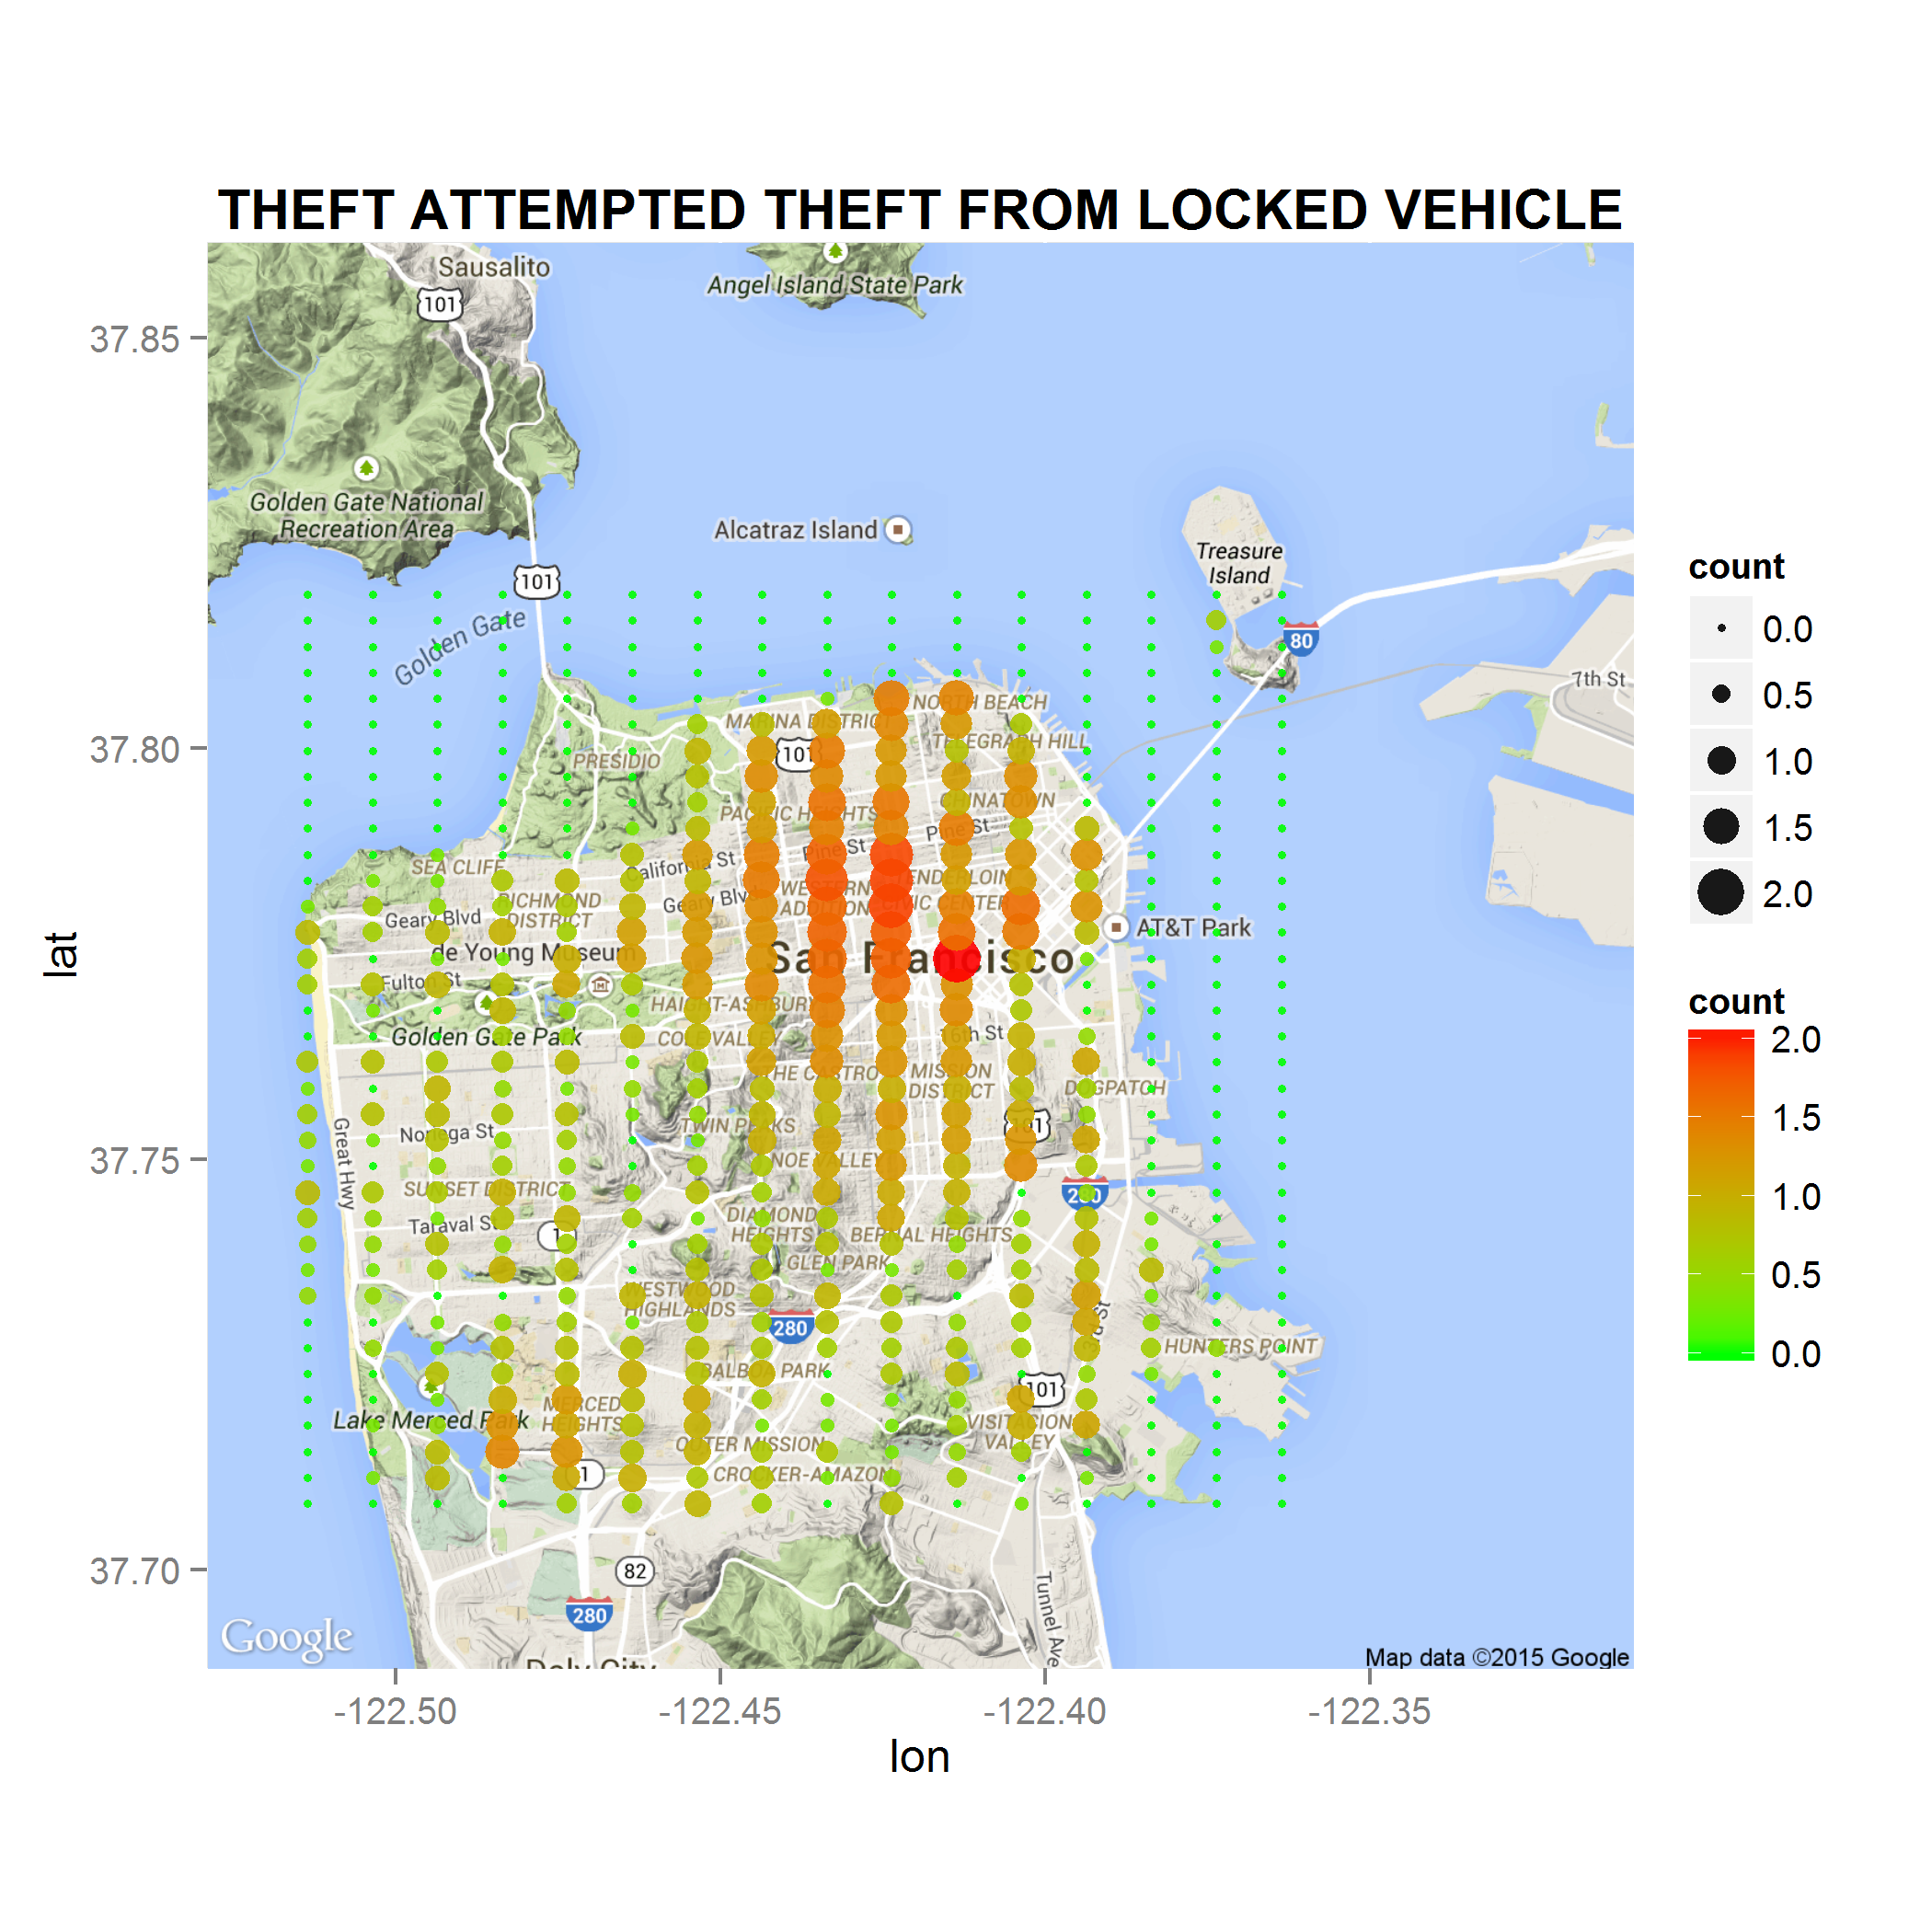 THEFT ATTEMPTED THEFT FROM LOCKED VEHICLE
Sausalito
101
Angel Island State Park
37.85
Golden Gate National
Recreation Area
Alcatraz Island
Treasure
Island
101
Golden Gate
80
7th St
count
0.0
0.5
1.0
1.5
2.0
NORTH BEACH
MARINA DISTRICT
TELEGRAPH HILL
37.80
101
PRESIDIO
PACIFIC HEIGHTS
CHINATOWN
Pine St
Pine St
SEA CLIFF
California St
TENDERLOIN
WESTERN
ADDITION
RICHMOND
DISTRICT
Geary Blvd
Geary Blvd
CIVIC CENTER
AT&T Park
de Young Museum
San Francisco
lat
Fulton St
HAIGHT-ASHBURY
Golden Gate Park
COLE VALLEY
16th St
THE CASTRO
MISSION
DISTRICT
DOGPATCH
count
2.0
1.5
1.0
0.5
0.0
Great Hwy
Noriega St
TWIN PEAKS
101
37.75
NOE VALLEY
SUNSET DISTRICT
280
Taraval St
1
DIAMOND
HEIGHTS
BERNAL HEIGHTS
GLEN PARK
WESTWOOD
HIGHLANDS
280
3rd St
HUNTERS POINT
BALBOA PARK
101
Lake Merced Park
MERCED
HEIGHTS
VISITACION
VALLEY
OUTER MISSION
1
CROCKER-AMAZON
37.70
82
280
Tunnel Ave
Google
Daly City
Map data ©2015 Google
-122.50
-122.45
-122.40
-122.35
lon